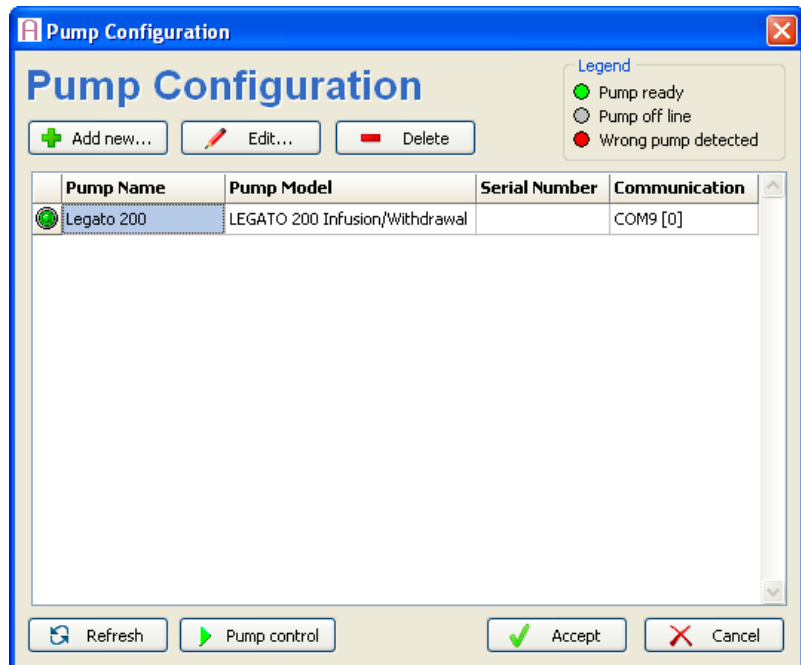 A Pump Configuration
Pump Configuration
Legend
Pump ready
Pump off line
Wrong pump detected
Add new... Edit... Delete
Pump Name Pump Model Serial Number Communication
Legato 200 LEGATO 200 Infusion/Withdrawal COM9 [0]
Refresh Pump control Accept Cancel